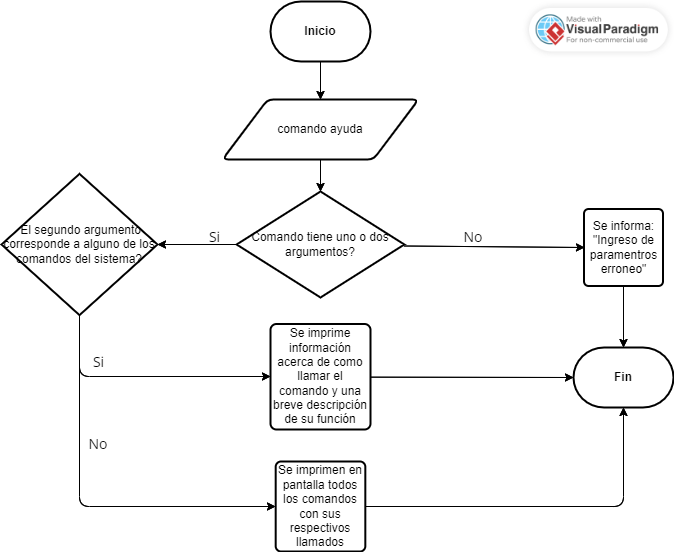 Made with
Visual Paradigm
For non-commercial use
Inicio
comando ayuda
El segundo argumento
corresponde a alguno de los
comandos del sistema?
Si
Comando tiene uno o dos
argumentos?
No
Se informa:
"Ingreso de
paramentros
erroneo"
Si
Se imprime
información
acerca de como
llamar el
comando y una
breve descripción
de su función
Fin
No
Se imprimen en
pantalla todos
los comandos
con sus
respectivos
llamados